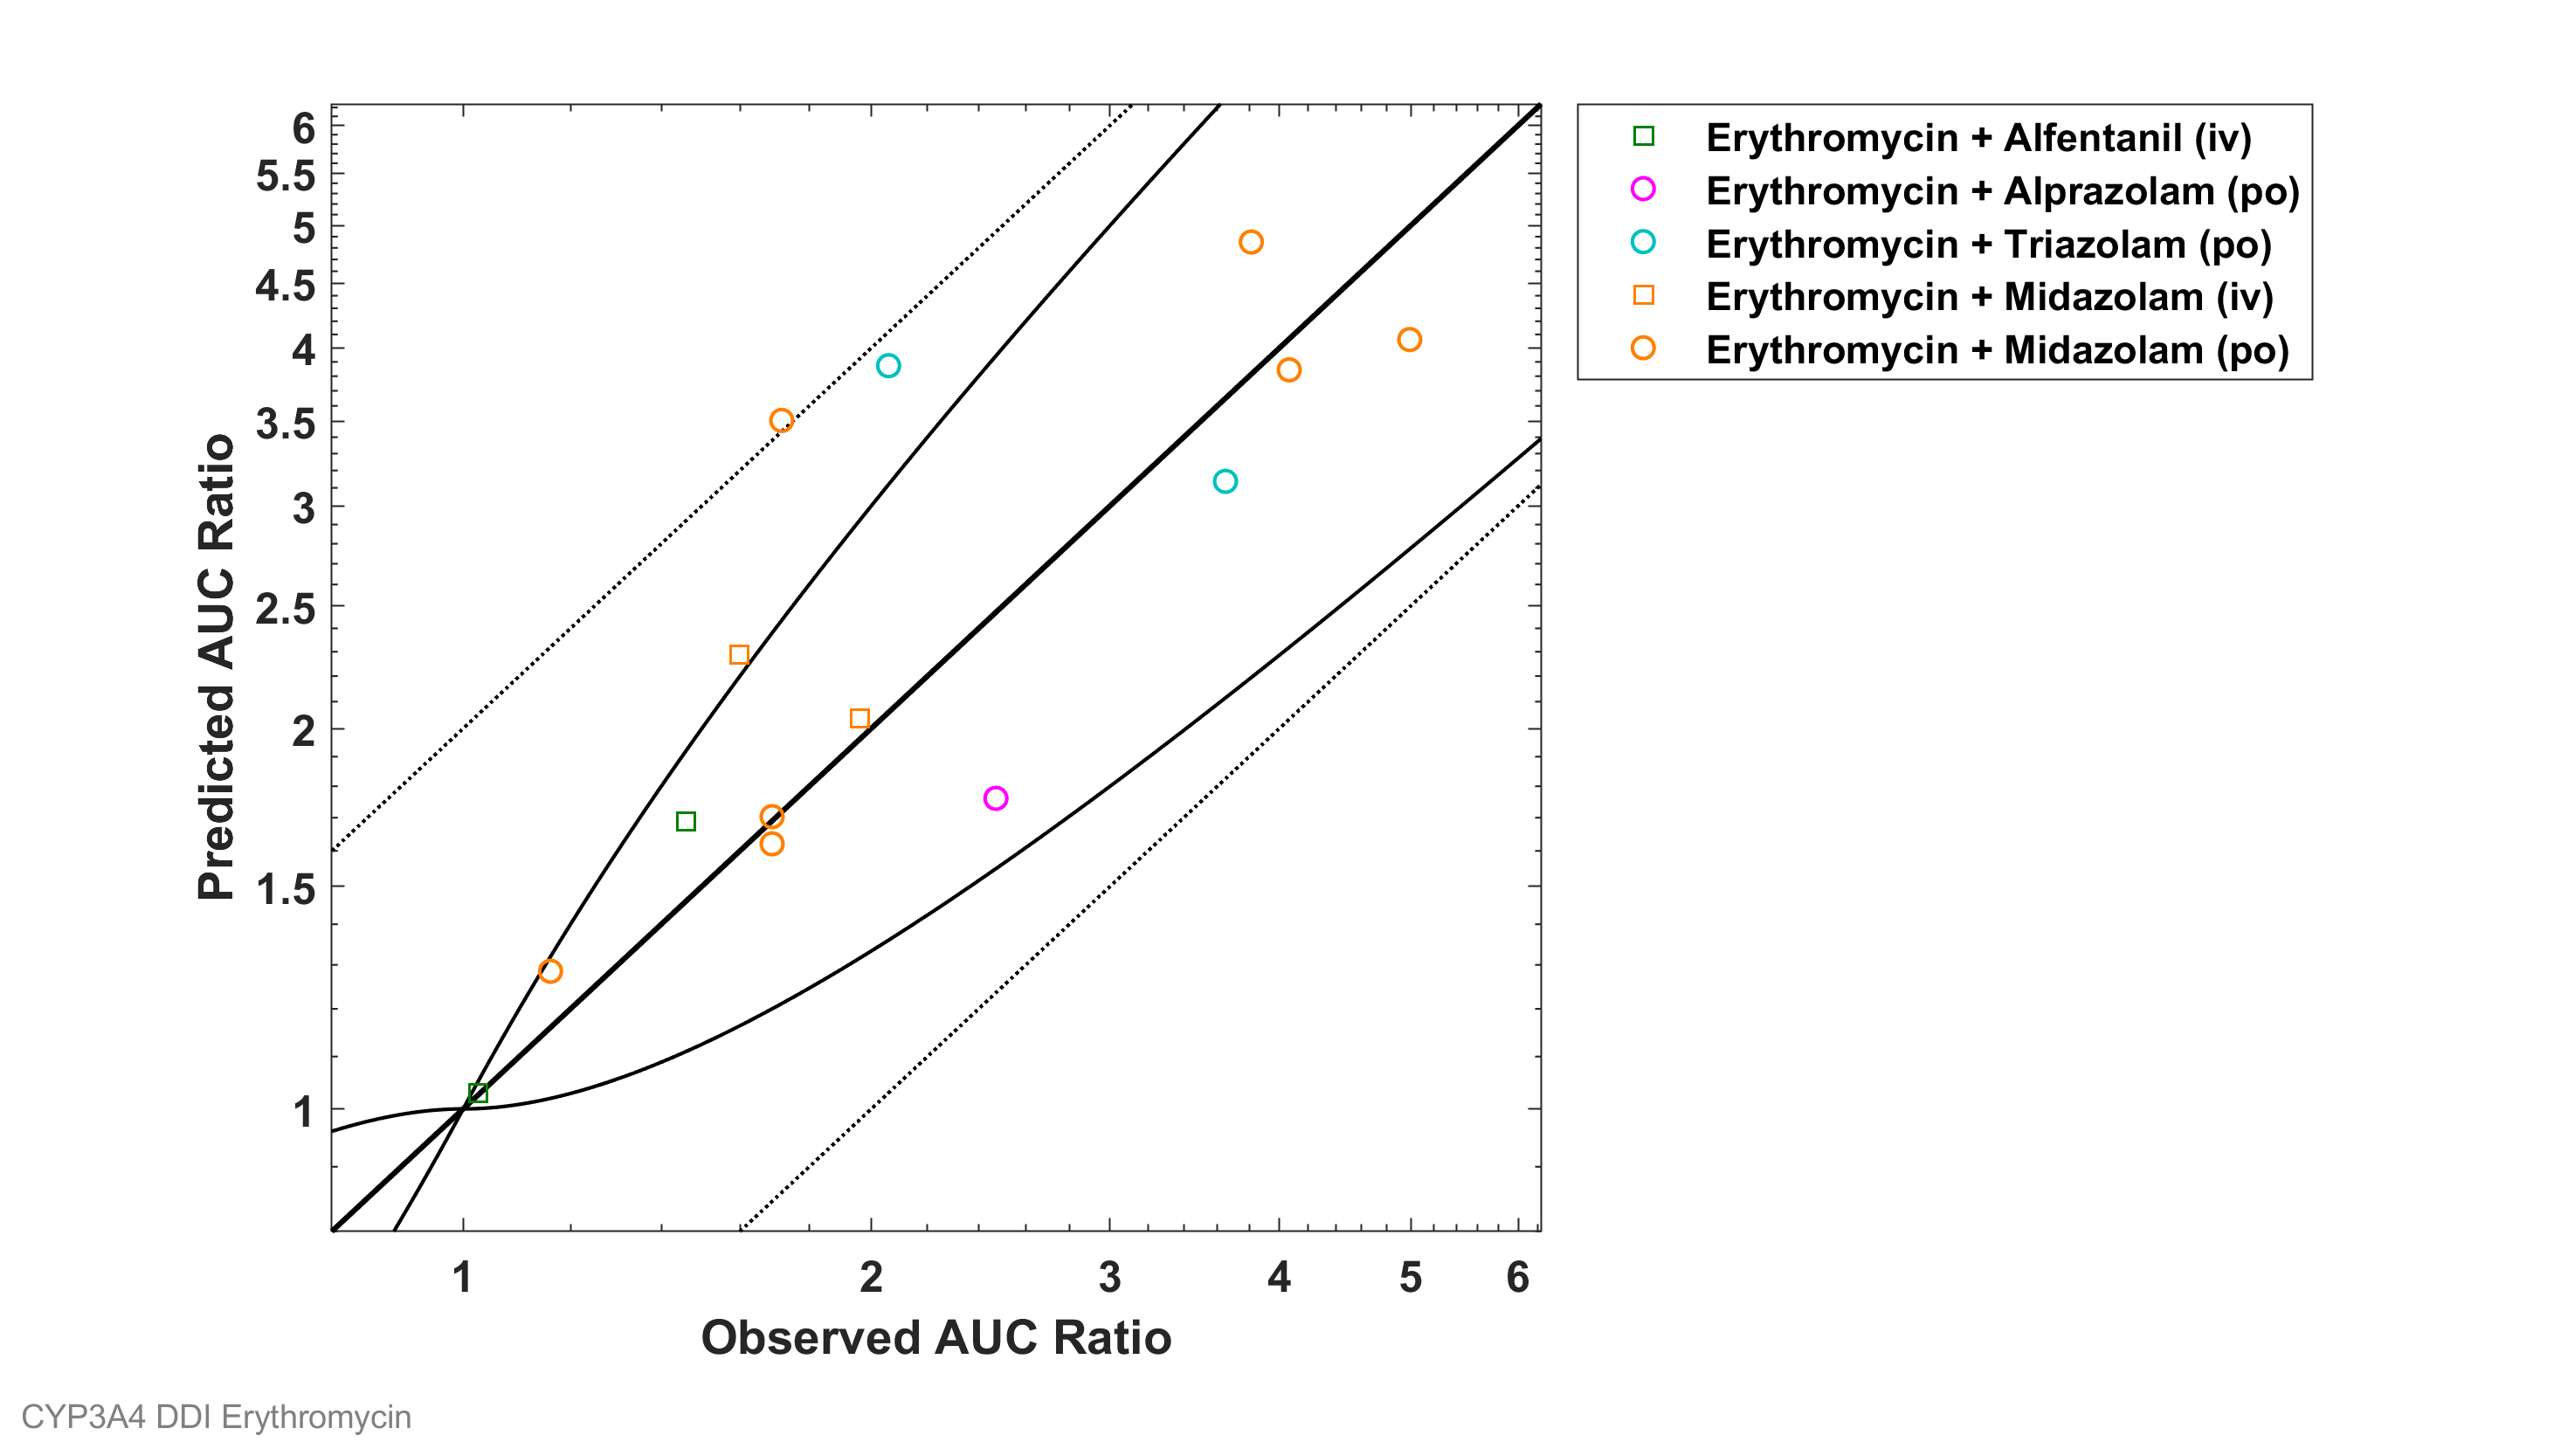 6
5.5
5
4.5
4
3.5
3
2.5
2
1.5
1
Predicted AUC Ratio
1 2 3 4 5 6
Observed AUC Ratio
Erythromycin + Alfentanil (iv)
Erythromycin + Alprazolam (po)
Erythromycin + Triazolam (po)
Erythromycin + Midazolam (iv)
Erythromycin + Midazolam (po)
CYP3A4 DDI Erythromycin